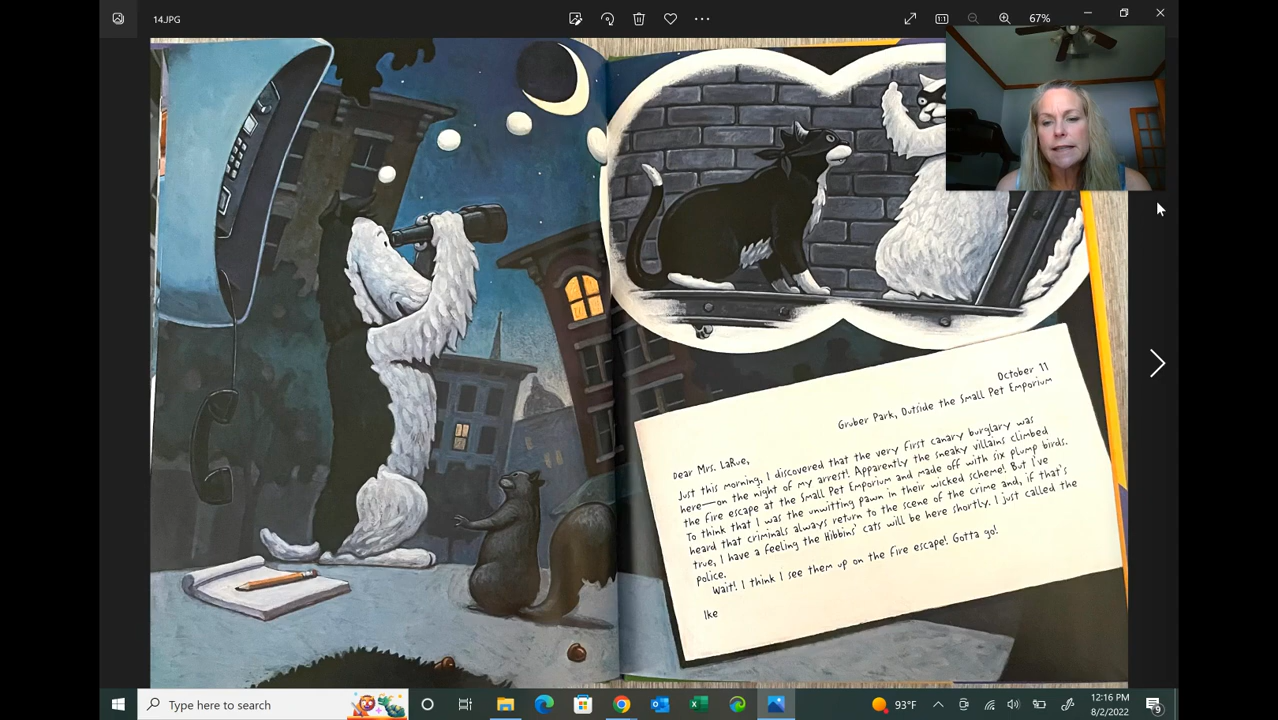 14.JPG
67%
October 11
Gruber Park, Outside the Small Pet Emporium
Dear Mrs. LaRue,
Just this morning, I discovered that the very first canary burglary was
here—on the night of my arrest! Apparently the sneaky villains climbed
the fire escape at the Small Pet Emporium and made off with six plump birds.
To think that I was the unwitting pawn in their wicked scheme! But I've
heard that criminals always return to the scene of the crime and, if that's
true, I have a feeling the Hibbins' cats will be here shortly. I just called the
police.
Wait! I think I see them up on the fire escape! Gotta go!
Ike
Type here to search
93°F
12:16 PM
8/2/2022